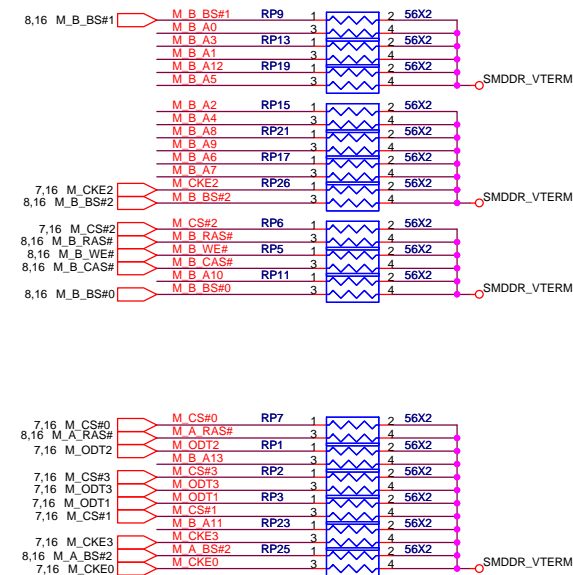 8,16 M_B_BS#1 M_B_BS#1 RP9 1 2 56X2
M_B_A0 3 4
M_B_A3 RP13 1 2 56X2
M_B_A1 3 4
M_B_A12 RP19 1 2 56X2
M_B_A5 3 4 SMDDR_VTERM
M_B_A2 RP15 1 2 56X2
M_B_A4 3 4
M_B_A8 RP21 1 2 56X2
M_B_A9 3 4
M_B_A6 RP17 1 2 56X2
M_B_A7 3 4
7,16 M_CKE2 M_CKE2 RP26 1 2 56X2
8,16 M_B_BS#2 M_B_BS#2 3 4 SMDDR_VTERM
7,16 M_CS#2 M_CS#2 RP6 1 2 56X2
8,16 M_B_RAS# M_B_RAS# 3 4
8,16 M_B_WE# M_B_WE# RP5 1 2 56X2
8,16 M_B_CAS# M_B_CAS# 3 4
M_B_A10 RP11 1 2 56X2
8,16 M_B_BS#0 M_B_BS#0 3 4 SMDDR_VTERM
7,16 M_CS#0 M_CS#0 RP7 1 2 56X2
8,16 M_A_RAS# M_A_RAS# 3 4
7,16 M_ODT2 M_ODT2 RP1 1 2 56X2
M_B_A13 3 4
7,16 M_CS#3 M_CS#3 RP2 1 2 56X2
7,16 M_ODT3 M_ODT3 3 4
7,16 M_ODT1 M_ODT1 RP3 1 2 56X2
7,16 M_CS#1 M_CS#1 3 4
M_B_A11 RP23 1 2 56X2
7,16 M_CKE3 M_CKE3 3 4
8,16 M_A_BS#2 M_A_BS#2 RP25 1 2 56X2
7,16 M_CKE0 M_CKE0 3 4 SMDDR_VTERM